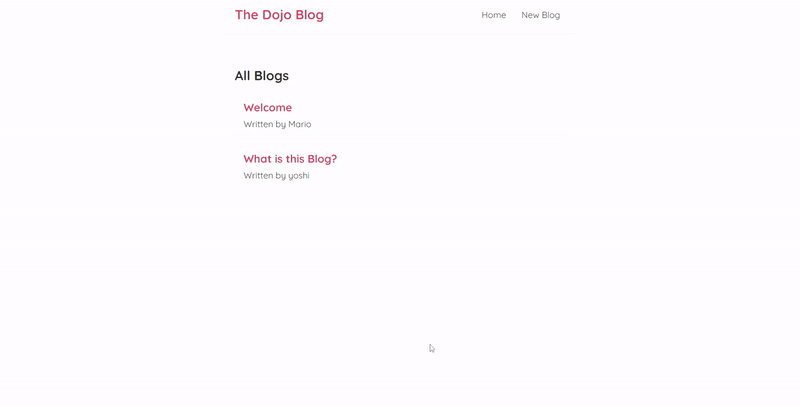 The Dojo Blog
Home New Blog
All Blogs
Welcome
Written by Mario
What is this Blog?
Written by yoshi